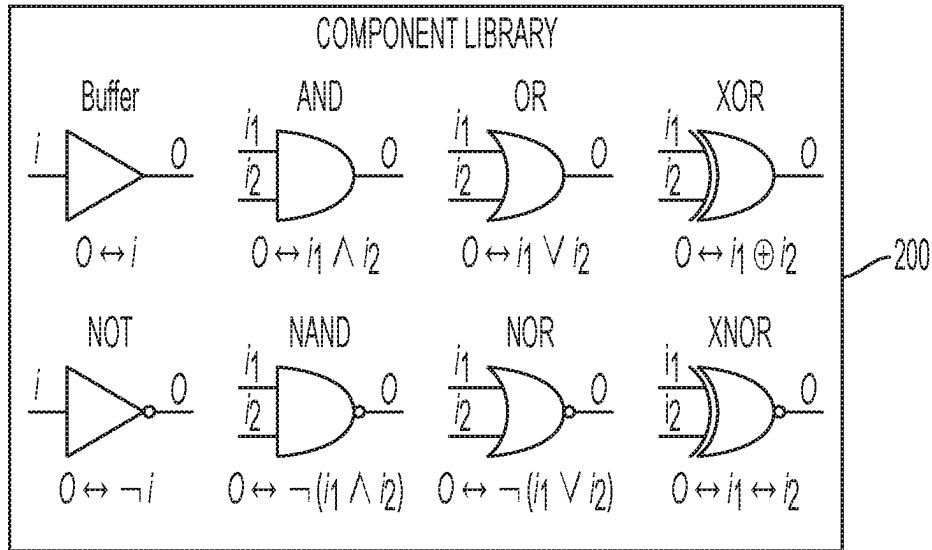 COMPONENT LIBRARY
Buffer AND OR XOR
i O i1 i2 O i1 i2 O i1 i2 O
O ↔ i O ↔ i1 ∧ i2 O ↔ i1 ∨ i2 O ↔ i1 ⊕ i2
200
NOT NAND NOR XNOR
i O i1 i2 O i1 i2 O i1 i2 O
O ↔ ¬ i O ↔ ¬ (i1 ∧ i2) O ↔ ¬ (i1 ∨ i2) O ↔ i1 ↔ i2